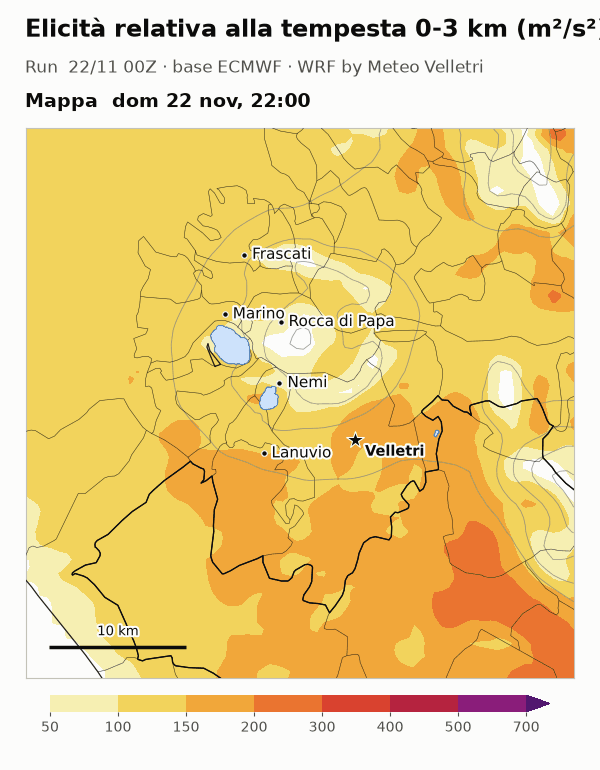 Elicità relativa alla tempesta 0-3 km (m²/s²)
Run  22/11 00Z · base ECMWF · WRF by Meteo Velletri
Mappa  dom 22 nov, 22:00
Frascati
Marino
Rocca di Papa
Nemi
Lanuvio
Velletri
10 km
50 100 150 200 300 400 500 700